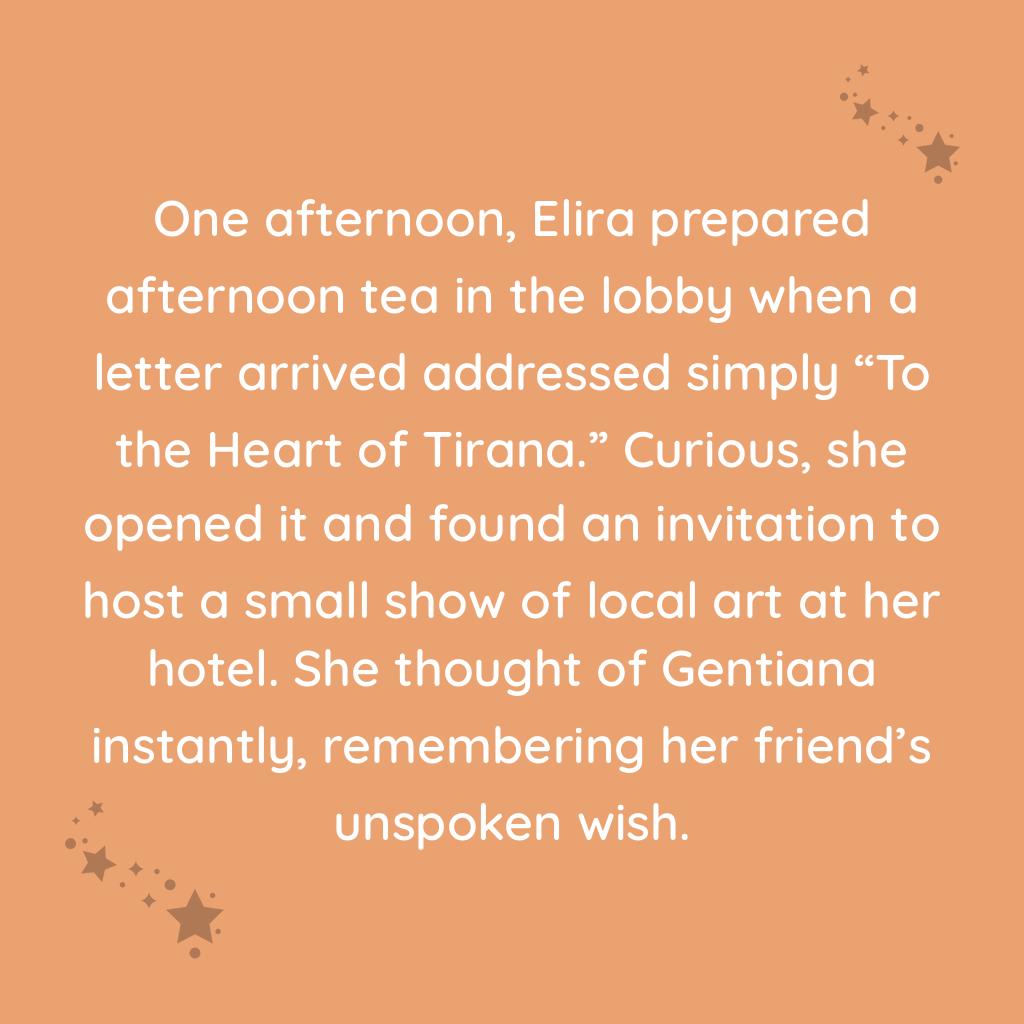 One afternoon, Elira prepared
afternoon tea in the lobby when a
letter arrived addressed simply “To
the Heart of Tirana.” Curious, she
opened it and found an invitation to
host a small show of local art at her
hotel. She thought of Gentiana
instantly, remembering her friend’s
unspoken wish.